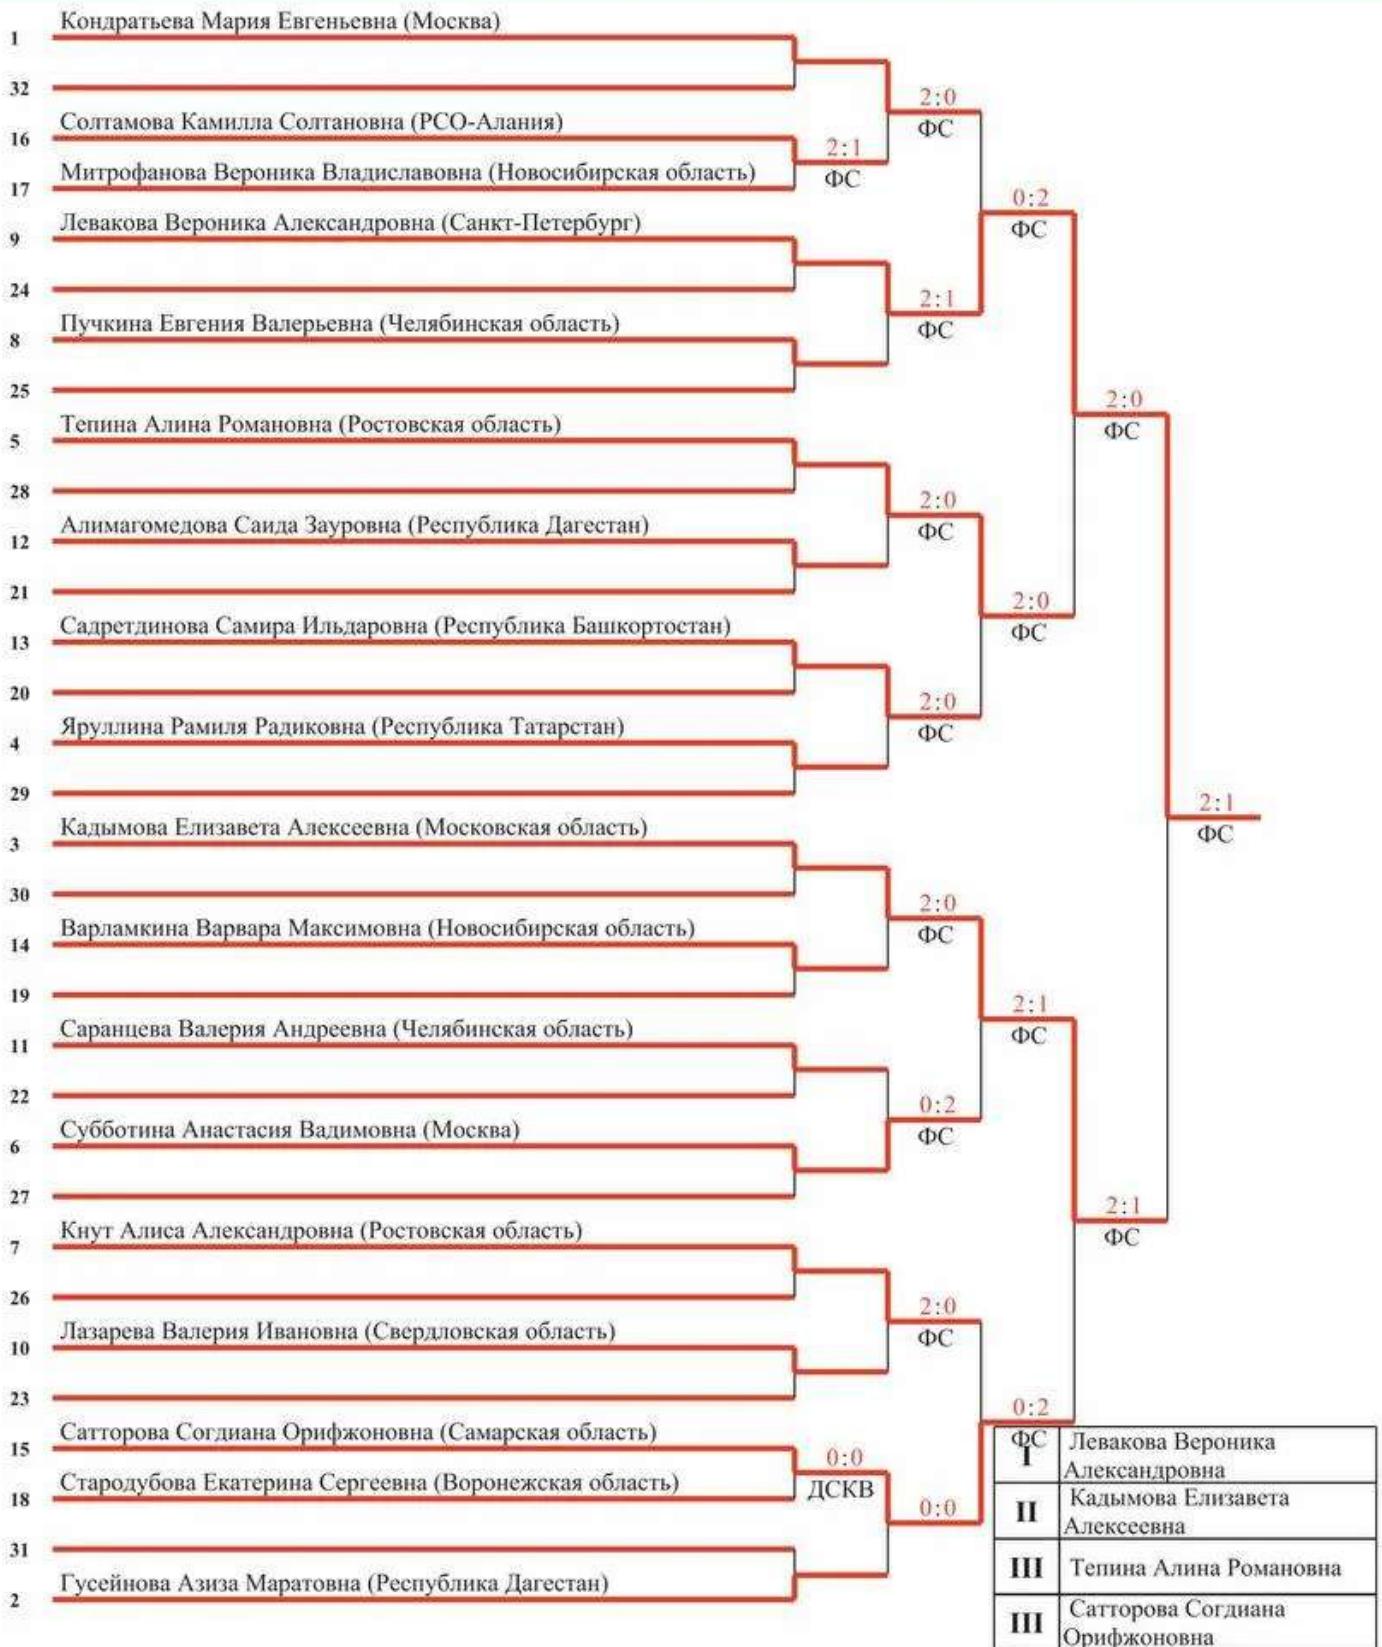 Кондратьева Мария Евгеньевна (Москва)
1
32
2:0
Солтамова Камилла Солтановна (РСО-Алания)
ФС
16
2:1
Митрофанова Вероника Владиславовна (Новосибирская область)
ФС
17
0:2
Левакова Вероника Александровна (Санкт-Петербург)
ФС
9
24
2:1
Пучкина Евгения Валерьевна (Челябинская область)
ФС
8
25
2:0
Тепина Алина Романовна (Ростовская область)
ФС
5
28
2:0
Алимагомедова Саида Зауровна (Республика Дагестан)
ФС
12
21
2:0
Садретдинова Самира Ильдаровна (Республика Башкортостан)
ФС
13
20
2:0
Яруллина Рамиля Радиковна (Республика Татарстан)
ФС
4
29
2:1
Кадымова Елизавета Алексеевна (Московская область)
ФС
3
30
2:0
Варламкина Варвара Максимовна (Новосибирская область)
ФС
14
19
2:1
Саранцева Валерия Андреевна (Челябинская область)
ФС
11
22
0:2
Субботина Анастасия Вадимовна (Москва)
ФС
6
27
2:1
Кнут Алиса Александровна (Ростовская область)
ФС
7
26
2:0
Лазарева Валерия Ивановна (Свердловская область)
ФС
10
23
0:2
Сатторова Согдиана Орифжоновна (Самарская область)
ФС
15
0:0
Стародубова Екатерина Сергеевна (Воронежская область)
ДСКВ
18
0:0
31
Гусейнова Азиза Маратовна (Республика Дагестан)
2
I Левакова Вероника
Александровна
II Кадымова Елизавета
Алексеевна
III Тепина Алина Романовна
III Сатторова Согдиана
Орифжоновна